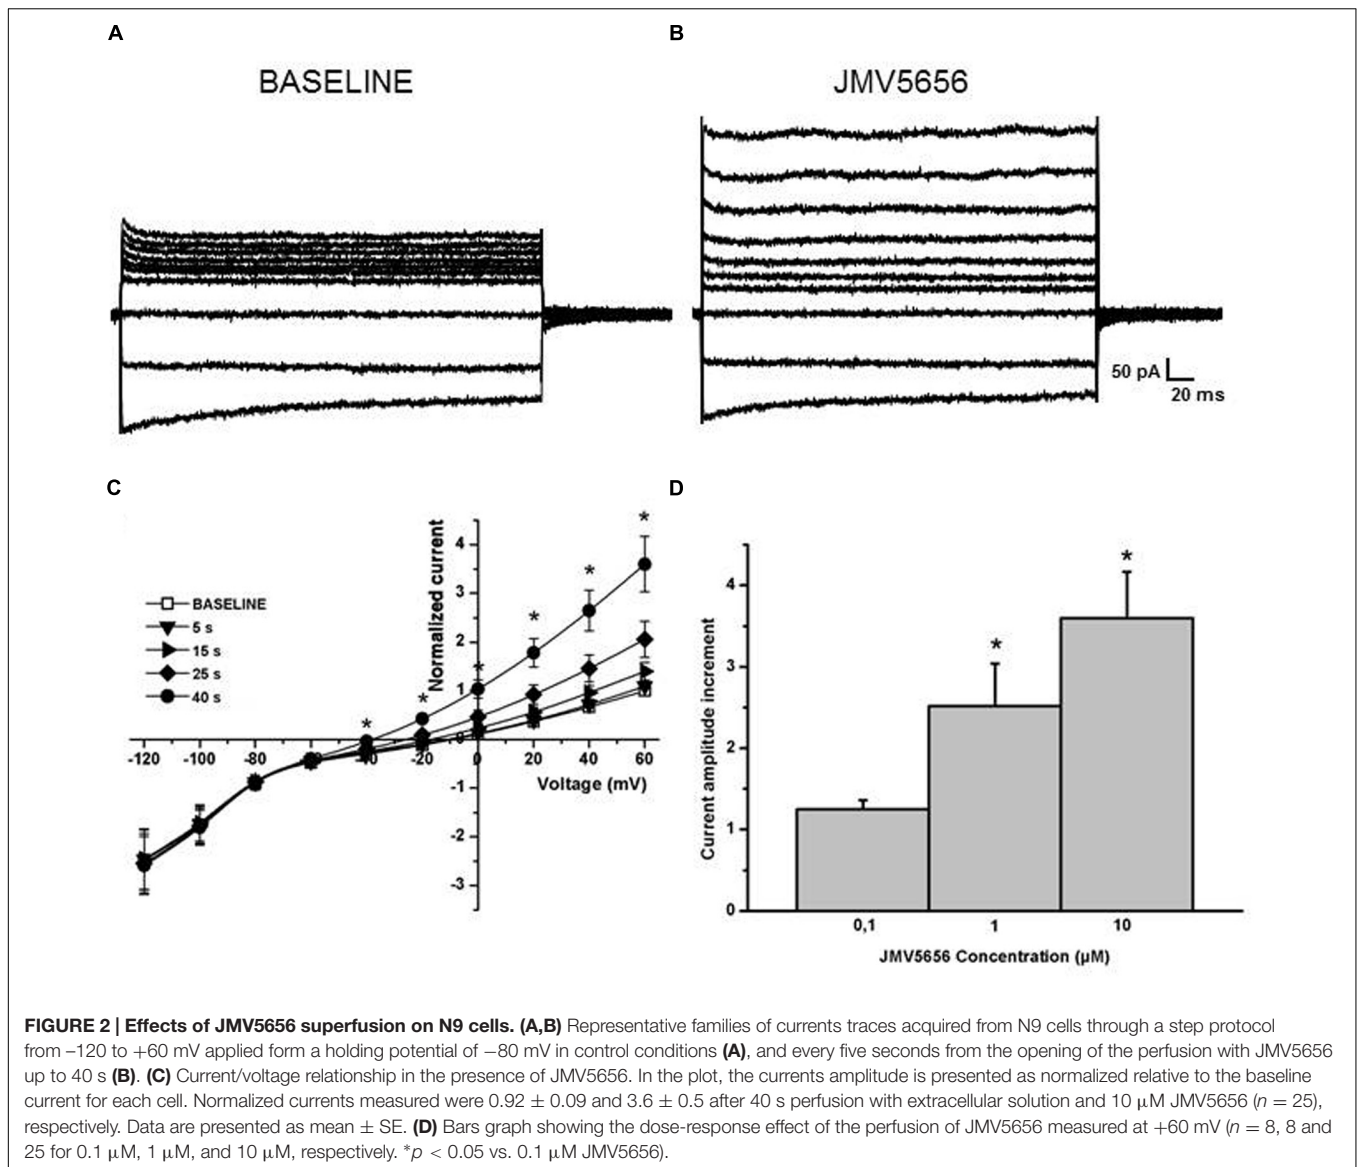 A
B
BASELINE
JMV5656
50 pA
20 ms
C
D
Normalized current
4
3
2
1
0
-1
-2
-3
-120 -100 -80 -60 -40 -20 0 20 40 60
Voltage (mV)
BASELINE
5 s
15 s
25 s
40 s
* * * * * *
Current amplitude increment
4
3
2
1
0
* *
0,1 1 10
JMV5656 Concentration (µM)
FIGURE 2 | Effects of JMV5656 superfusion on N9 cells. (A,B) Representative families of currents traces acquired from N9 cells through a step protocol
from –120 to +60 mV applied form a holding potential of −80 mV in control conditions (A), and every five seconds from the opening of the perfusion with JMV5656
up to 40 s (B). (C) Current/voltage relationship in the presence of JMV5656. In the plot, the currents amplitude is presented as normalized relative to the baseline
current for each cell. Normalized currents measured were 0.92 ± 0.09 and 3.6 ± 0.5 after 40 s perfusion with extracellular solution and 10 µM JMV5656 (n = 25),
respectively. Data are presented as mean ± SE. (D) Bars graph showing the dose-response effect of the perfusion of JMV5656 measured at +60 mV (n = 8, 8 and
25 for 0.1 µM, 1 µM, and 10 µM, respectively. *p < 0.05 vs. 0.1 µM JMV5656).